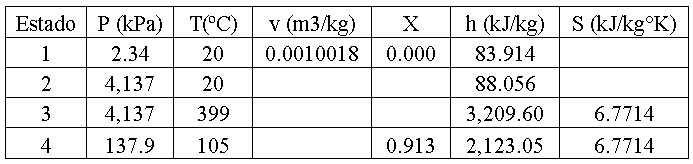 Estado P (kPa) T(ºC) v (m3/kg) X h (kJ/kg) S (kJ/kg°K)
1 2.34 20 0.0010018 0.000 83.914
2 4,137 20 88.056
3 4,137 399 3,209.60 6.7714
4 137.9 105 0.913 2,123.05 6.7714